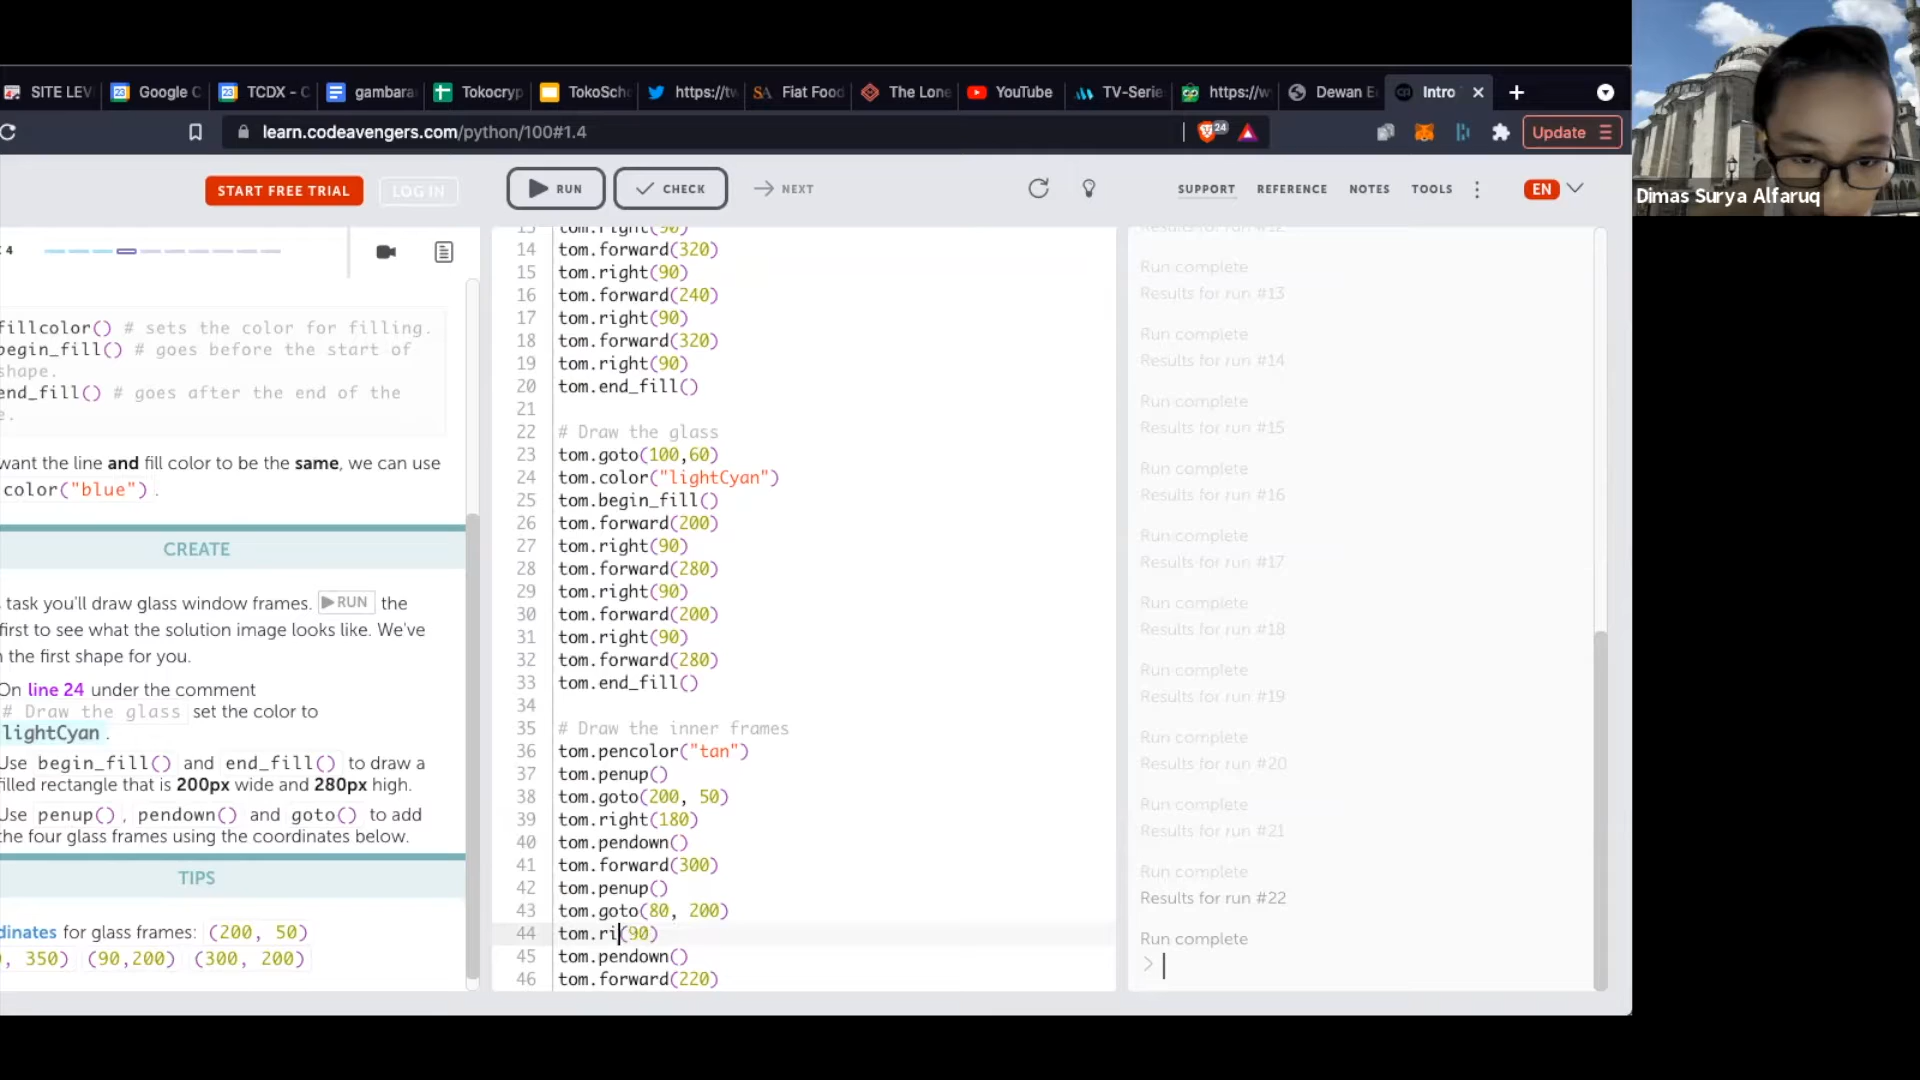 SITE LEV
Google C
TCDX - C
gambara
Tokocryp
TokoScho
https://tw
Fiat Food
The Lone
YouTube
TV-Serie
https://w
Dewan E
Intro
learn.codeavengers.com/python/100#1.4
24
Update
Dimas Surya Alfaruq
START FREE TRIAL
LOG IN
RUN
CHECK
NEXT
SUPPORT
REFERENCE
NOTES
TOOLS
EN
4
fillcolor() # sets the color for filling.
begin_fill() # goes before the start of
shape.
end_fill() # goes after the end of the
e.
want the line and fill color to be the same, we can use
color("blue") .
CREATE
task you'll draw glass window frames. RUN the
first to see what the solution image looks like. We've
the first shape for you.
On line 24 under the comment
# Draw the glass set the color to
lightCyan .
Use begin_fill() and end_fill() to draw a
filled rectangle that is 200px wide and 280px high.
Use penup(), pendown() and goto() to add
the four glass frames using the coordinates below.
TIPS
dinates for glass frames: (200, 50)
, 350) (90,200) (300, 200)
13 tom.right(90)
14 tom.forward(320)
15 tom.right(90)
16 tom.forward(240)
17 tom.right(90)
18 tom.forward(320)
19 tom.right(90)
20 tom.end_fill()
21
22 # Draw the glass
23 tom.goto(100,60)
24 tom.color("lightCyan")
25 tom.begin_fill()
26 tom.forward(200)
27 tom.right(90)
28 tom.forward(280)
29 tom.right(90)
30 tom.forward(200)
31 tom.right(90)
32 tom.forward(280)
33 tom.end_fill()
34
35 # Draw the inner frames
36 tom.pencolor("tan")
37 tom.penup()
38 tom.goto(200, 50)
39 tom.right(180)
40 tom.pendown()
41 tom.forward(300)
42 tom.penup()
43 tom.goto(80, 200)
44 tom.ri(90)
45 tom.pendown()
46 tom.forward(220)
Results for run #12
Run complete
Results for run #13
Run complete
Results for run #14
Run complete
Results for run #15
Run complete
Results for run #16
Run complete
Results for run #17
Run complete
Results for run #18
Run complete
Results for run #19
Run complete
Results for run #20
Run complete
Results for run #21
Run complete
Results for run #22
Run complete
>